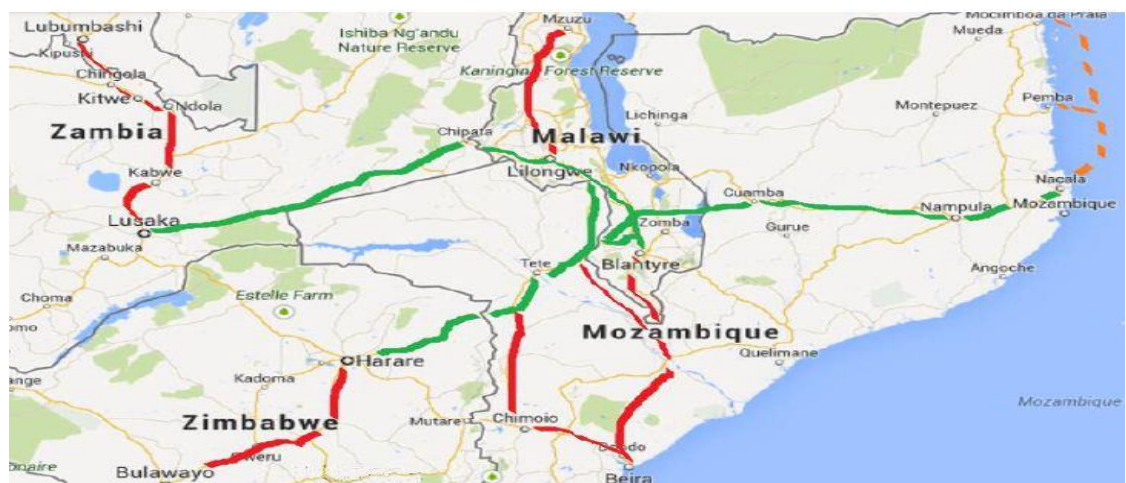 Lubumbashi
Kipushi
Chingola
Kitwe
Ndola
Zambia
Kabwe
Lusaka
Mazabuka
Choma
Ishiba Ng'andu
Nature Reserve
Mzuzu
Kaningina Forest Reserve
Chipata
Malawi
Lilongwe
Lichinga
Nkopola
Mocimboa da Praia
Mueda
Montepuez
Pemba
Cuamba
Nacala
Nampula
Mozambique
Zomba
Gurue
Blantyre
Angoche
Tete
Estelle Farm
Harare
Kadoma
Zimbabwe
Mutare
Chimoio
Gweru
Bulawayo
Mozambique
Quelimane
Dondo
Beira
Mozambique